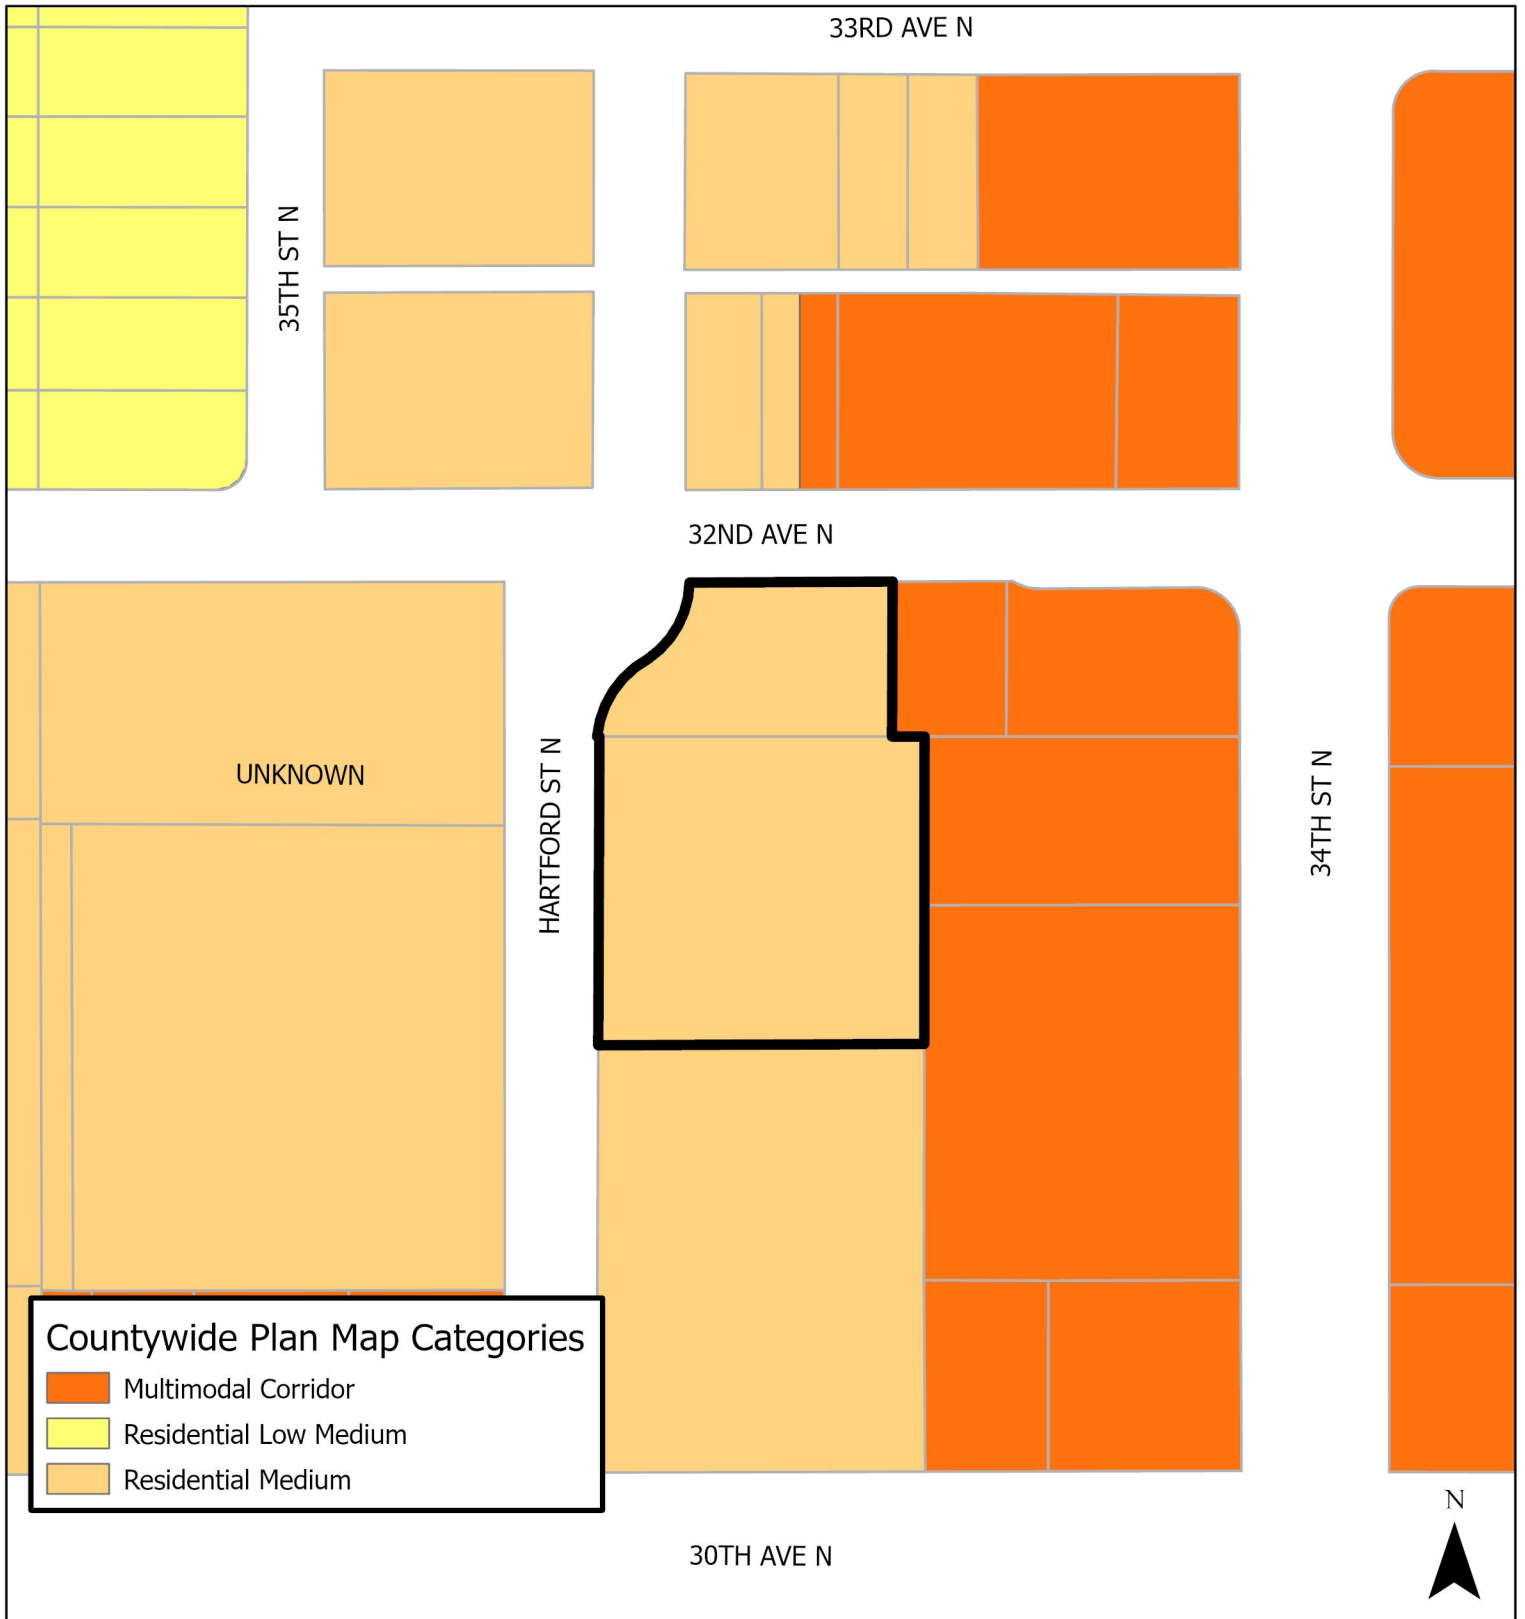 33RD AVE N
35TH ST N
32ND AVE N
UNKNOWN
HARTFORD ST N
34TH ST N
Countywide Plan Map Categories
Multimodal Corridor
Residential Low Medium
Residential Medium
N
30TH AVE N